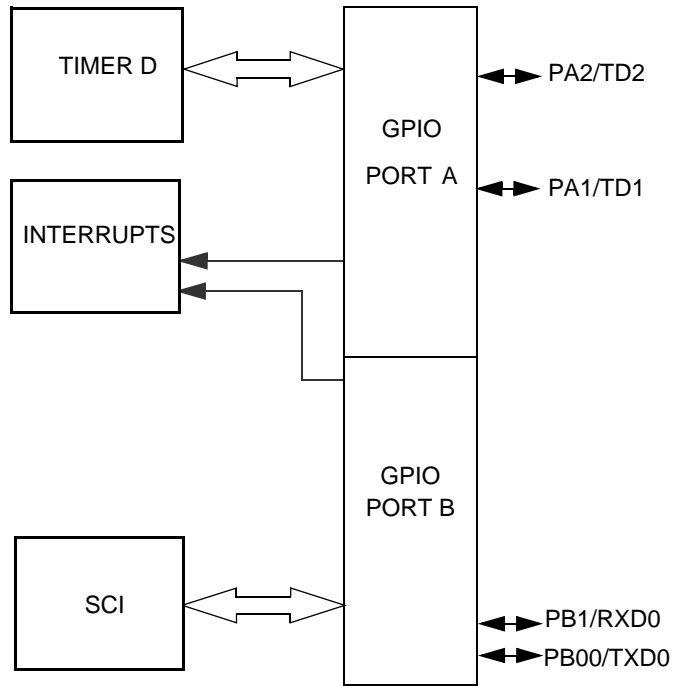 TIMER D
GPIO
PORT A
PA2/TD2
PA1/TD1
INTERRUPTS
GPIO
PORT B
SCI
PB1/RXD0
PB00/TXD0